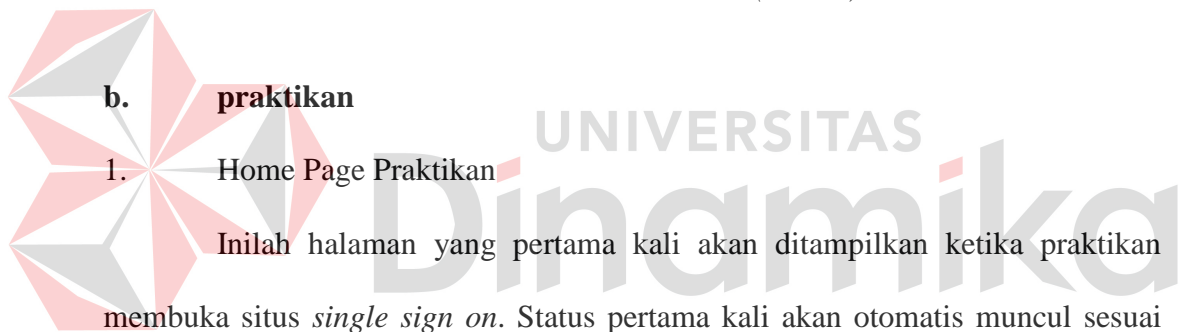 b. praktikan
UNIVERSITAS
Dinamika
1. Home Page Praktikan
Inilah halaman yang pertama kali akan ditampilkan ketika praktikan
membuka situs single sign on. Status pertama kali akan otomatis muncul sesuai